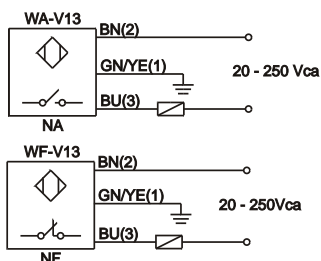 WA-V13
BN(2)
GN/YE(1)
20 - 250 Vca
BU(3)
NA
WF-V13
BN(2)
GN/YE(1)
20 - 250Vca
BU(3)
NF